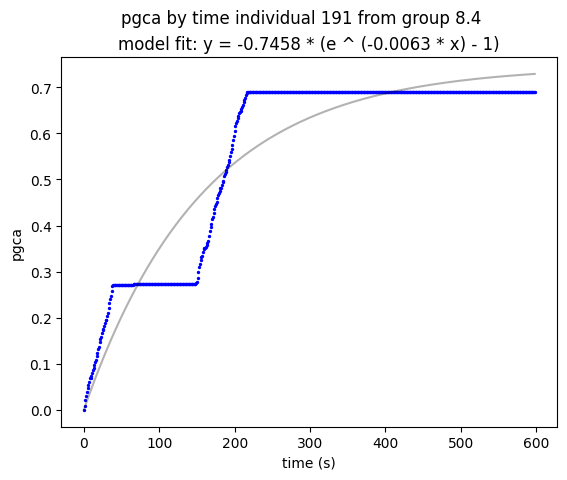 pgca by time individual 191 from group 8.4
model fit: y = -0.7458 * (e ^ (-0.0063 * x) - 1)
0.7
0.6
0.5
0.4
0.3
0.2
0.1
0.0
pgca
0 100 200 300 400 500 600
time (s)